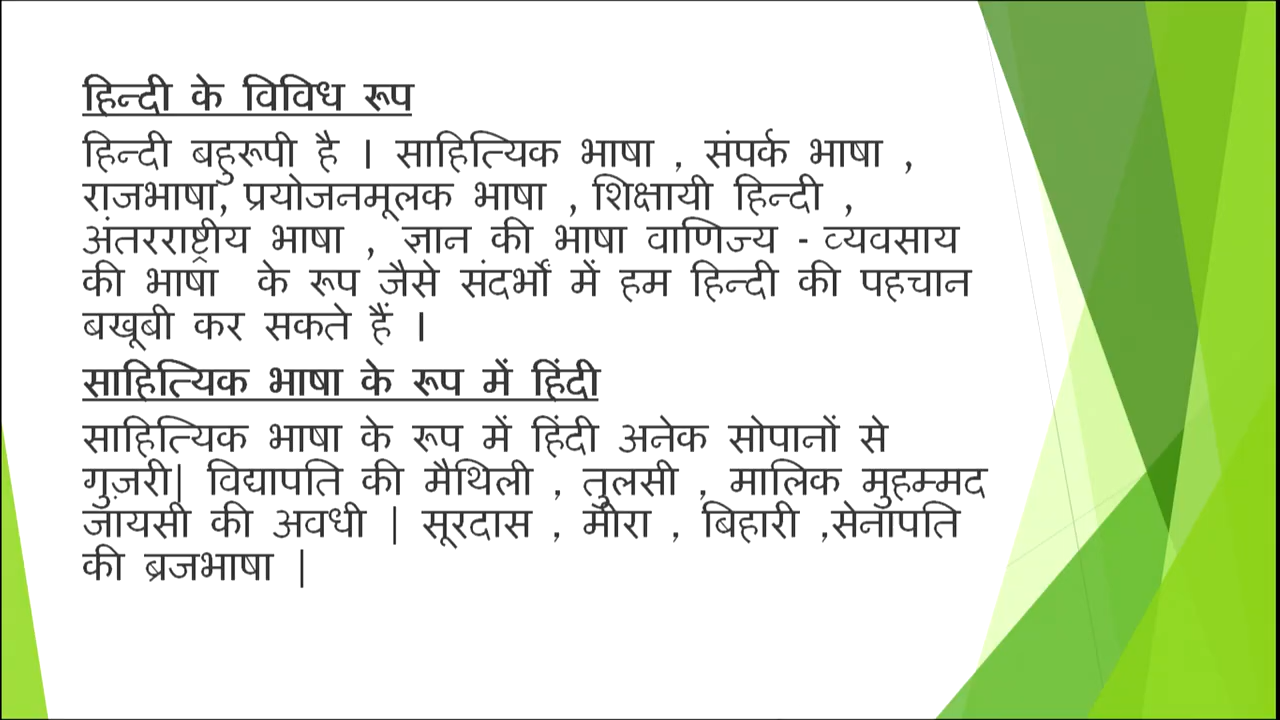 हिन्दी के विविध रूप
हिन्दी बहुरूपी है । साहित्यिक भाषा , संपर्क भाषा ,
राजभाषा, प्रयोजनमूलक भाषा , शिक्षायी हिन्दी ,
अंतरराष्ट्रीय भाषा , ज्ञान की भाषा वाणिज्य - व्यवसाय
की भाषा के रूप जैसे संदर्भों में हम हिन्दी की पहचान
बखूबी कर सकते हैं ।
साहित्यिक भाषा के रूप में हिंदी
साहित्यिक भाषा के रूप में हिंदी अनेक सोपानों से
गुज़री| विद्यापति की मैथिली , तुलसी , मालिक मुहम्मद
जायसी की अवधी | सूरदास , मीरा , बिहारी ,सेनापति
की ब्रजभाषा |